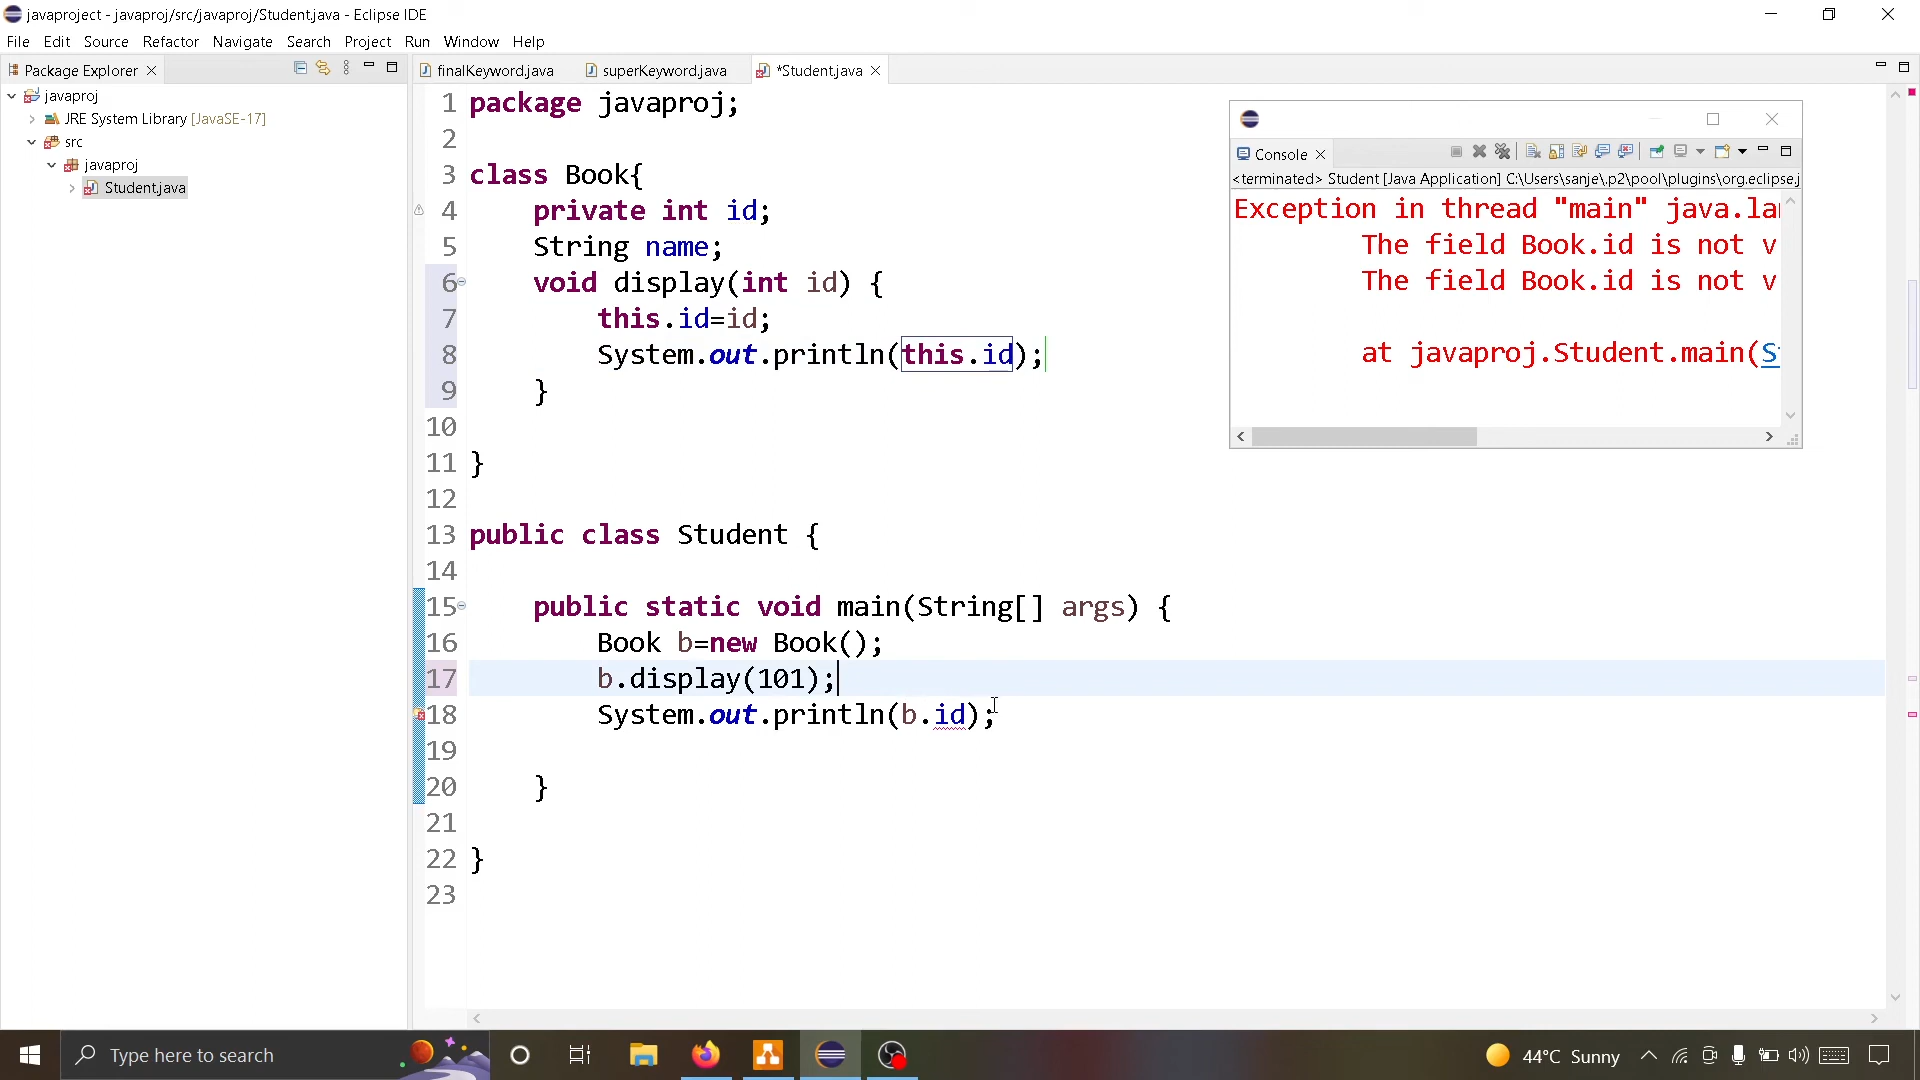 javaproject - javaproj/src/javaproj/Student.java - Eclipse IDE
File Edit Source Refactor Navigate Search Project Run Window Help
Package Explorer
finalKeyword.java superKeyword.java *Student.java
javaproj
JRE System Library [JavaSE-17]
src
javaproj
Student.java
1 package javaproj;
2
3 class Book{
4 private int id;
5 String name;
6 void display(int id) {
7 this.id=id;
8 System.out.println(this.id);
9 }
10
11 }
12
13 public class Student {
14
15 public static void main(String[] args) {
16 Book b=new Book();
17 b.display(101);
18 System.out.println(b.id);
19
20 }
21
22 }
23
Console
<terminated> Student [Java Application] C:\Users\sanje\.p2\pool\plugins\org.eclipse.j
Exception in thread "main" java.lan
The field Book.id is not v
The field Book.id is not v
at javaproj.Student.main(S
Type here to search
44°C Sunny